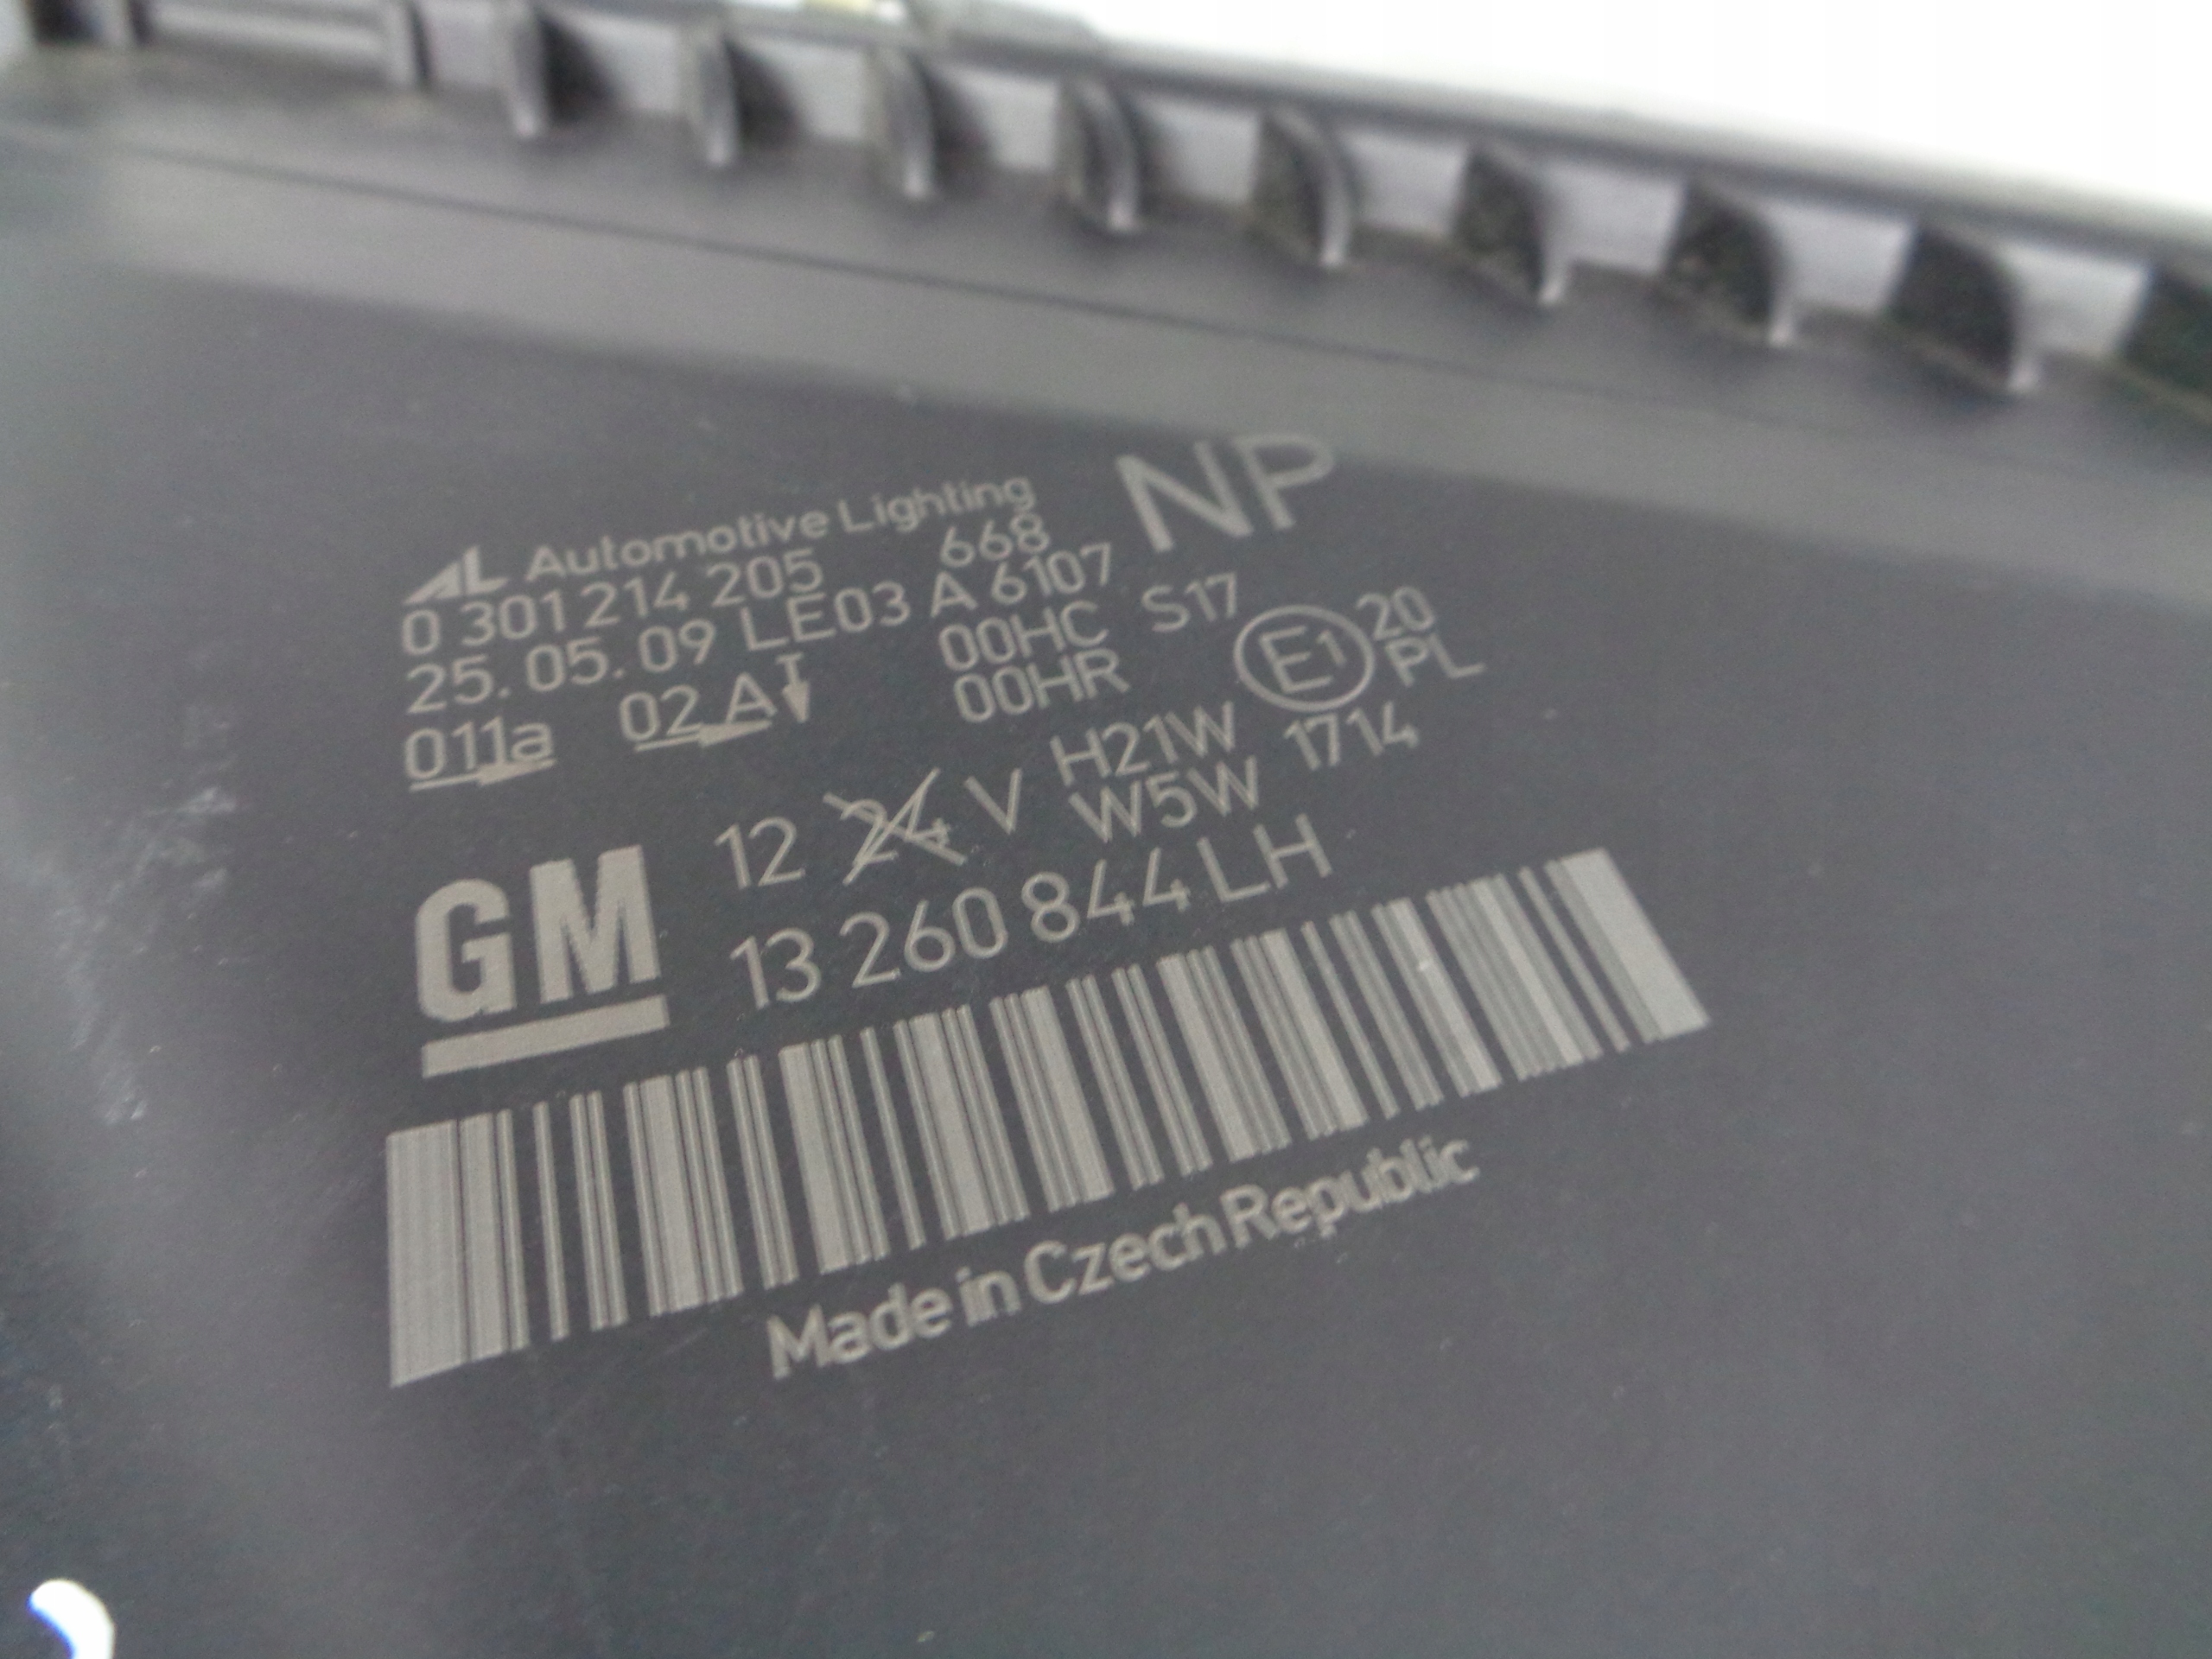 AL Automotive Lighting NP
0 301 214 205 668
25.05.09 LE03 A 6107
011a 02 A 00HC S17 E1 20
00HR PL
12 24 V H21W 1714
W5W
GM 13 260 844 LH
Made in Czech Republic